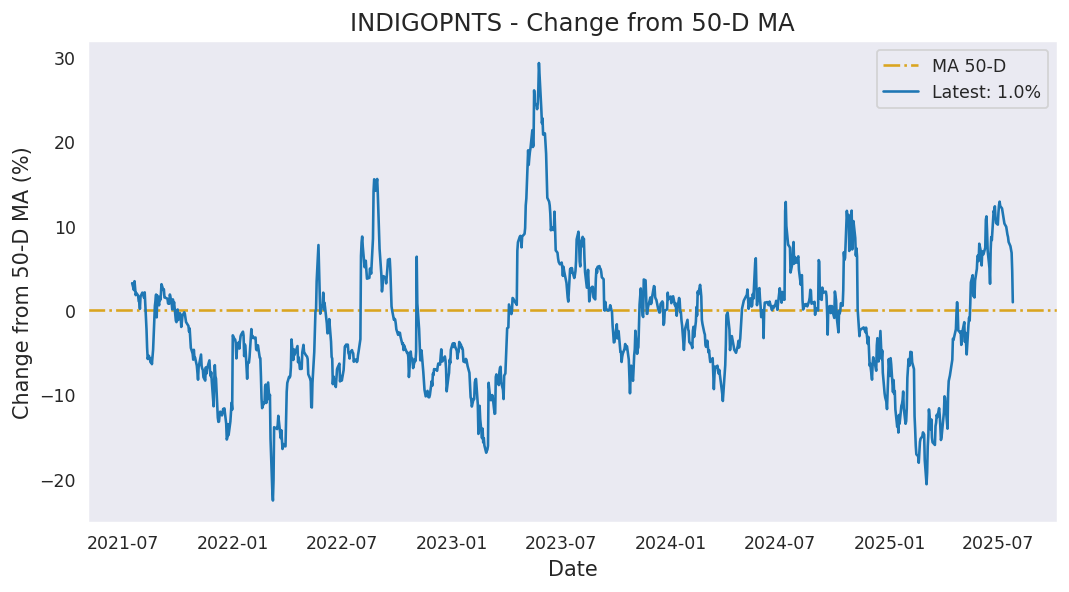 INDIGOPNTS - Change from 50-D MA
MA 50-D
Latest: 1.0%
Change from 50-D MA (%)
30
20
10
0
−10
−20
2021-07 2022-01 2022-07 2023-01 2023-07 2024-01 2024-07 2025-01 2025-07
Date